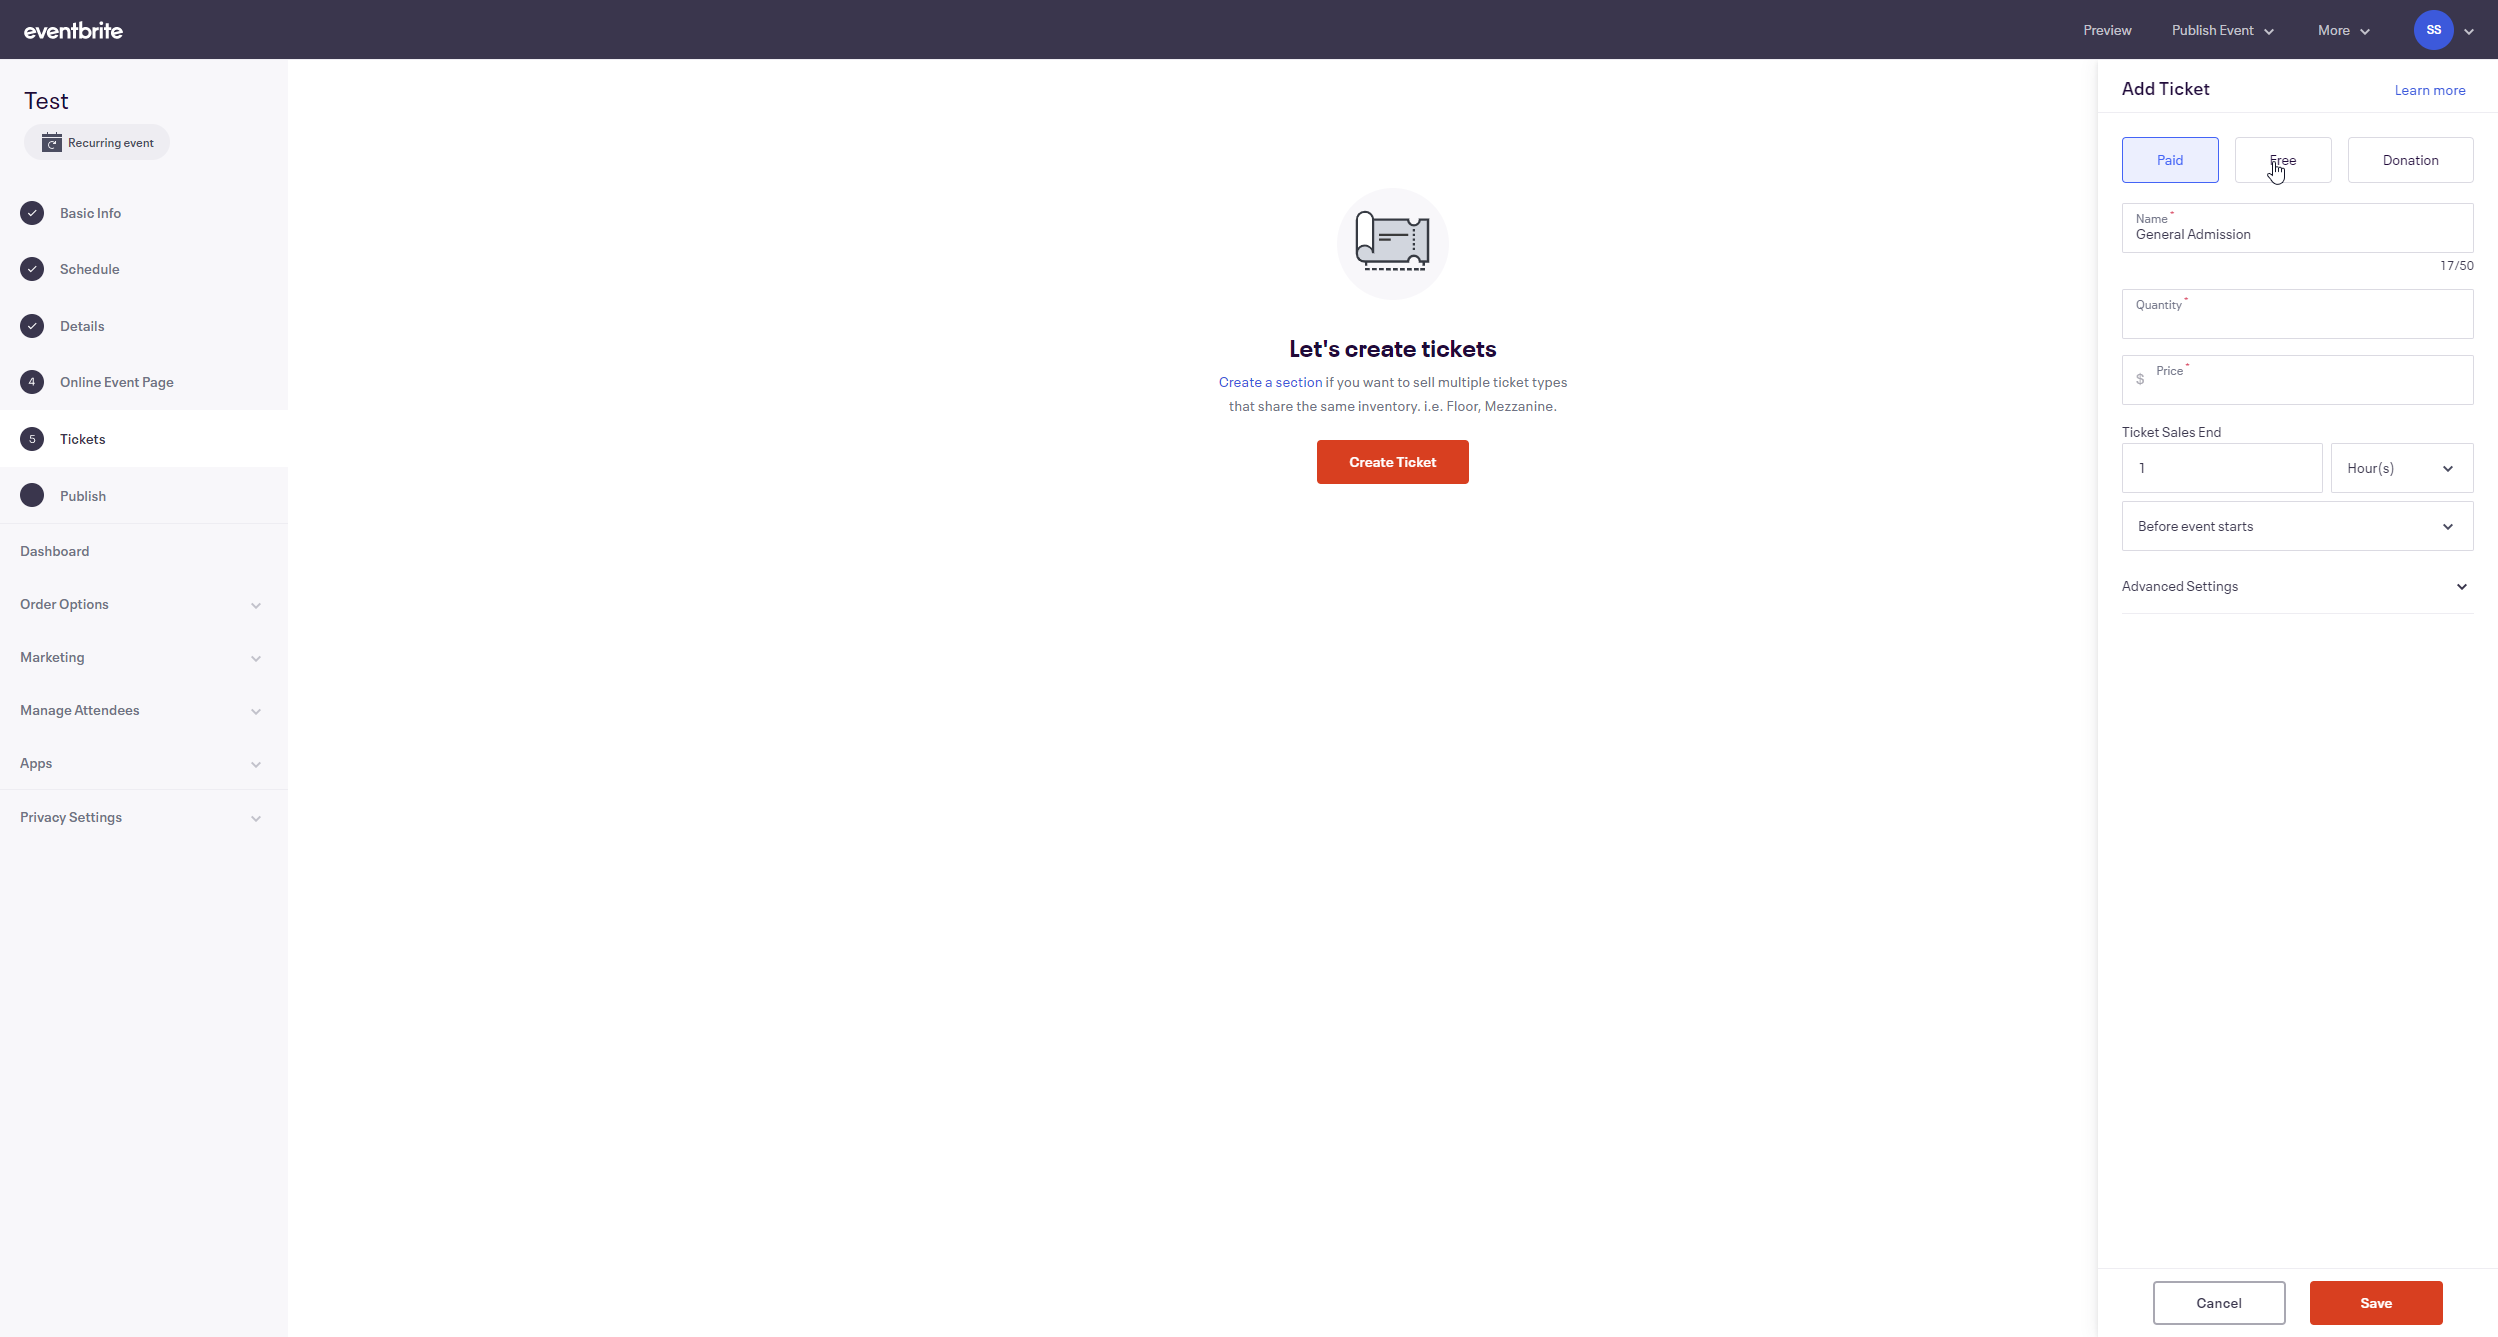 eventbrite
Preview
Publish Event
More
SS
Test
Recurring event
Basic Info
Schedule
Details
4 Online Event Page
5 Tickets
Publish
Dashboard
Order Options
Marketing
Manage Attendees
Apps
Privacy Settings
Let's create tickets
Create a section if you want to sell multiple ticket types
that share the same inventory. i.e. Floor, Mezzanine.
Create Ticket
Add Ticket
Learn more
Paid
Free
Donation
Name *
General Admission
17/50
Quantity *
$ Price *
Ticket Sales End
1
Hour(s)
Before event starts
Advanced Settings
Cancel
Save